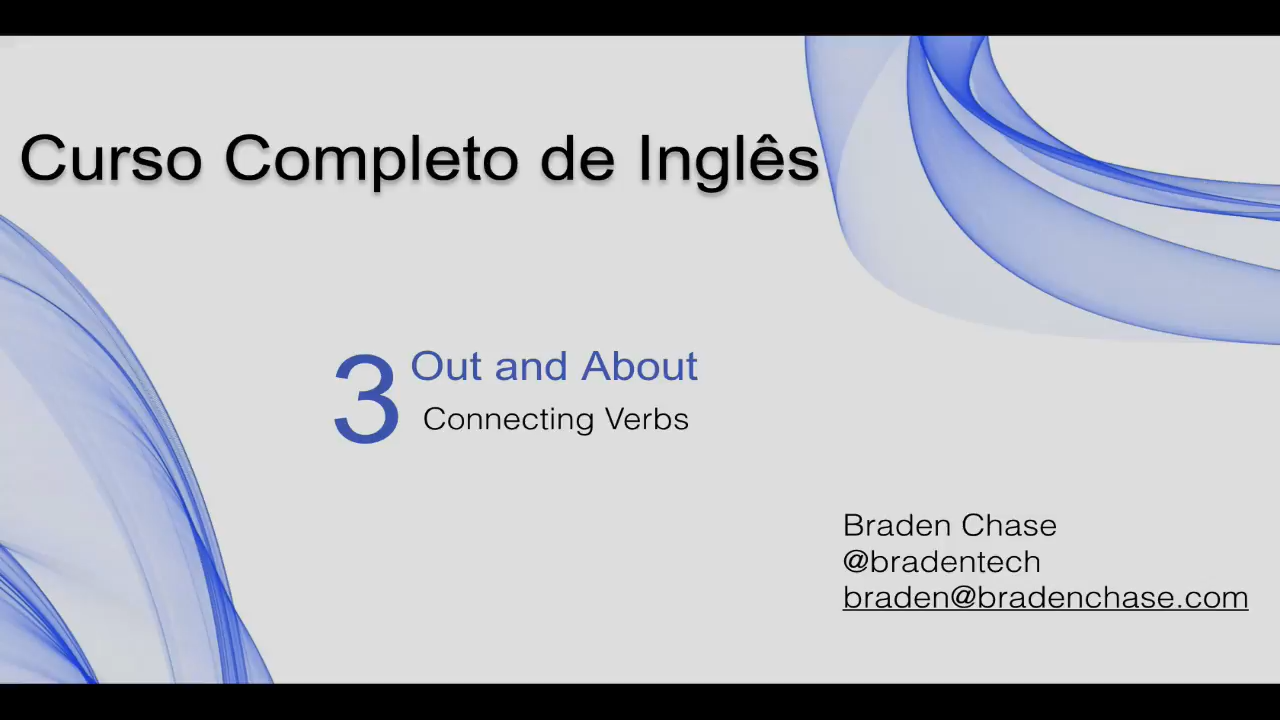 Curso Completo de Inglês
3 Out and About
Connecting Verbs
Braden Chase
@bradentech
braden@bradenchase.com